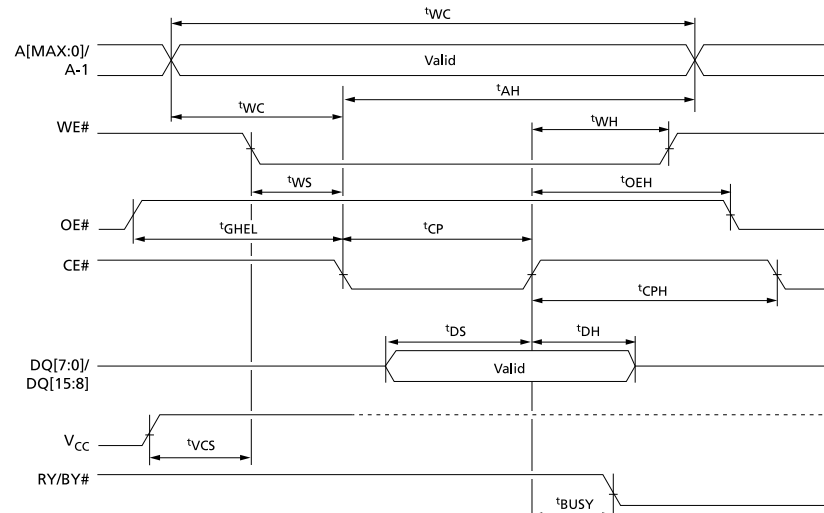 tWC
A[MAX:0]/
A-1
Valid
tAH
tWC
WE#
tWH
tWS
tOEH
OE#
tGHEL
tCP
CE#
tCPH
tDS
tDH
DQ[7:0]/
DQ[15:8]
Valid
VCC
tVCS
RY/BY#
tBUSY